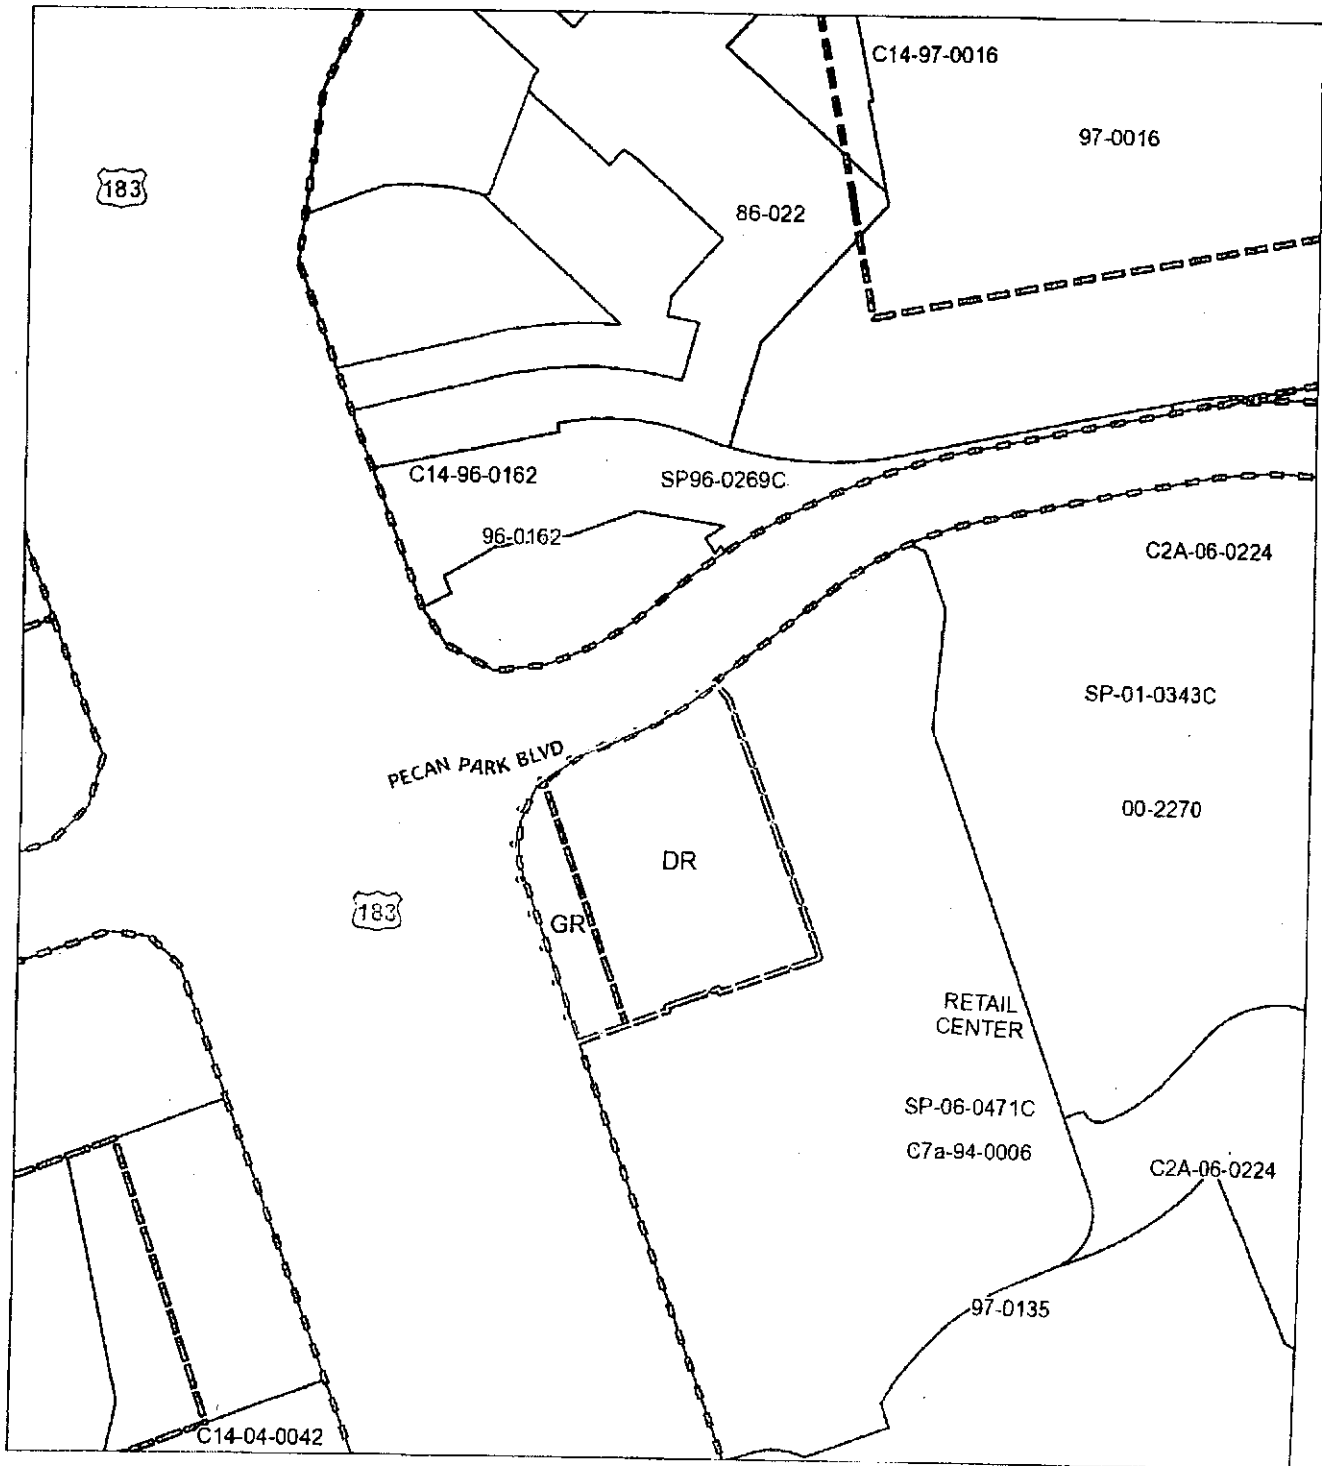 C14-97-0016
97-0016
183
86-022
C14-96-0162
SP96-0269C
96-0162
C2A-06-0224
SP-01-0343C
PECAN PARK BLVD
00-2270
DR
183
GR
RETAIL
CENTER
SP-06-0471C
C7a-94-0006
C2A-06-0224
97-0135
C14-04-0042